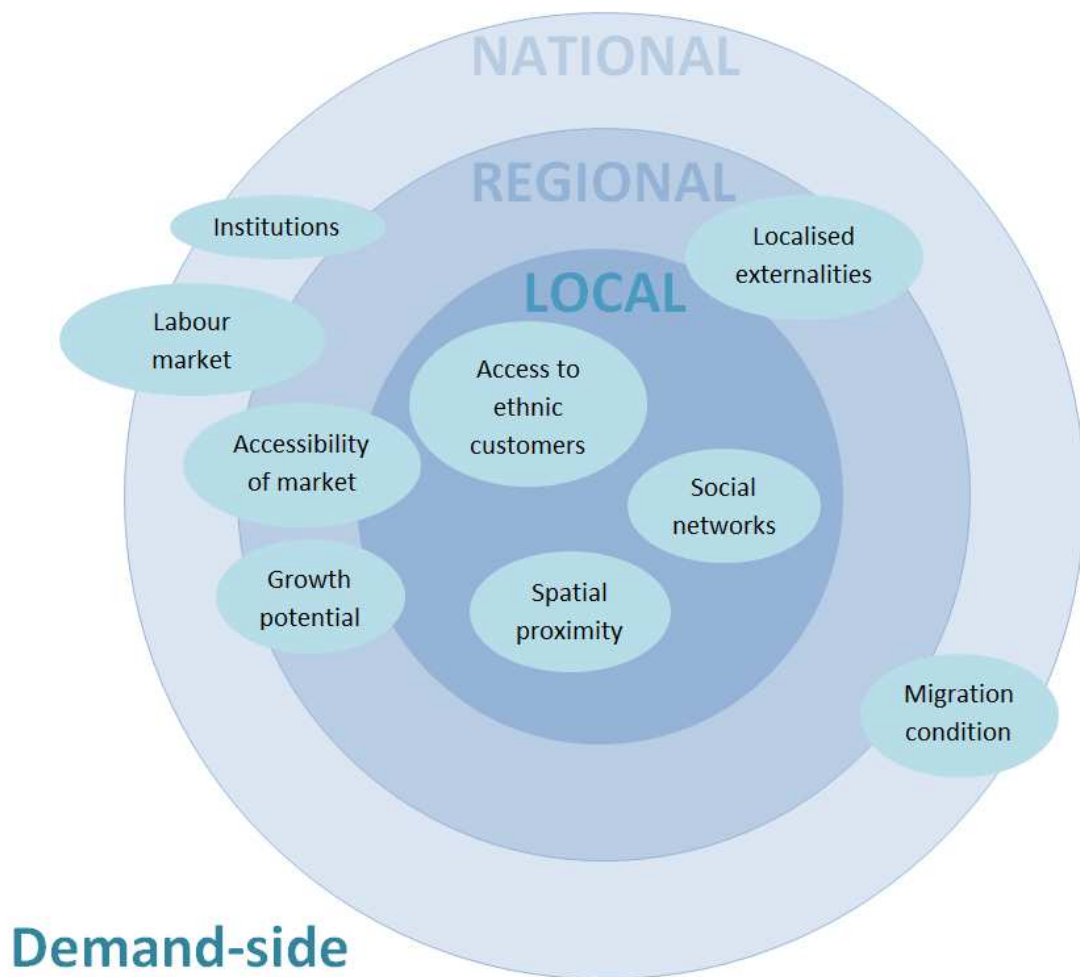 NATIONAL
REGIONAL
Institutions
Localised
externalities
LOCAL
Labour
market
Access to
ethnic
customers
Accessibility
of market
Social
networks
Growth
potential
Spatial
proximity
Migration
condition
Demand-side